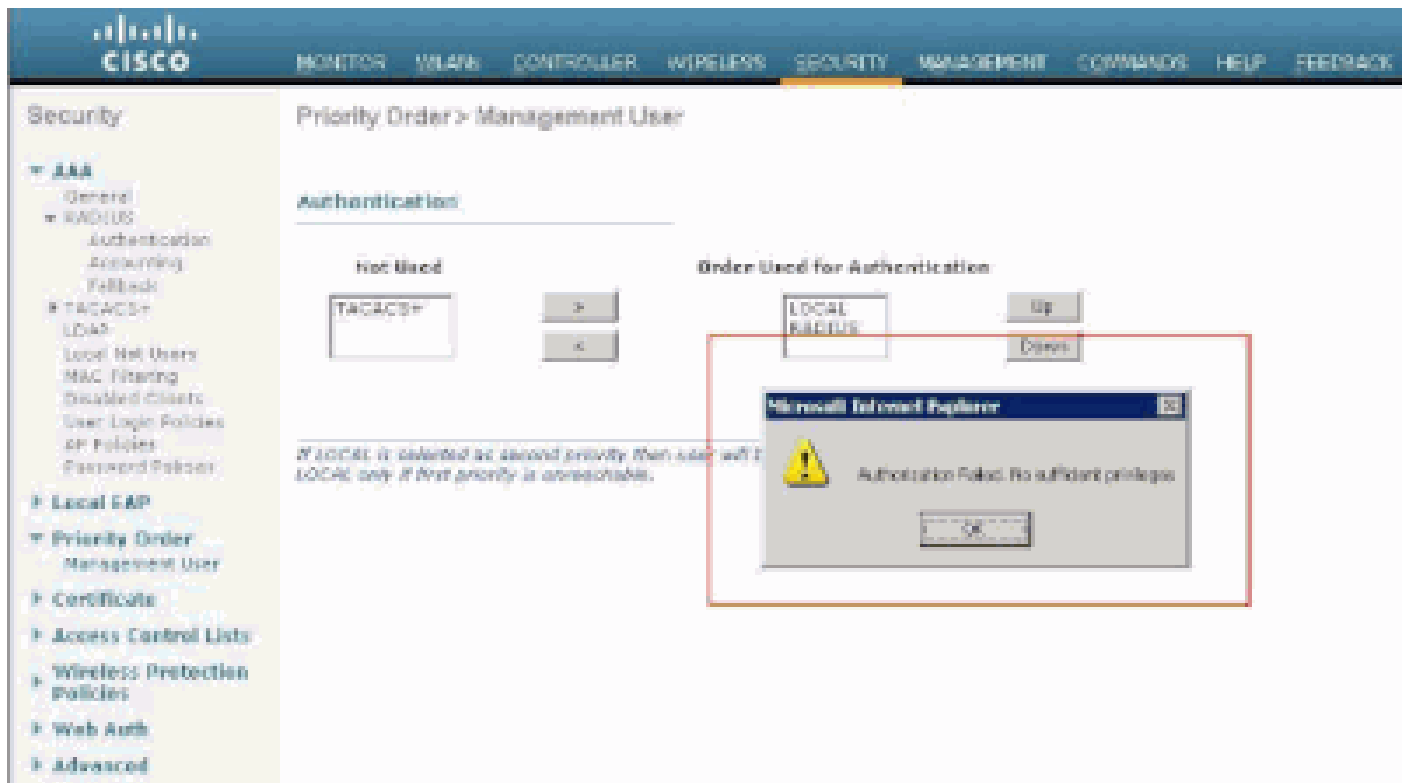 CISCO
MONITOR WLANs CONTROLLER WIRELESS SECURITY MANAGEMENT COMMANDS HELP FEEDBACK
Security
Priority Order > Management User
AAA
General
RADIUS
Authentication
Accounting
Fallback
TACACS+
LDAP
Local Net Users
MAC Filtering
Disabled Clients
User Login Policies
AP Policies
Password Policies
Local EAP
Priority Order
Management User
Certificate
Access Control Lists
Wireless Protection
Policies
Web Auth
Advanced
Authentication
Not Used
Order Used for Authentication
TACACS+
>
<
LOCAL
RADIUS
Up
Down
If LOCAL is selected as second priority then user will
LOCAL only if first priority is unreachable.
Microsoft Internet Explorer
Authorization Failed. No sufficient privileges
OK